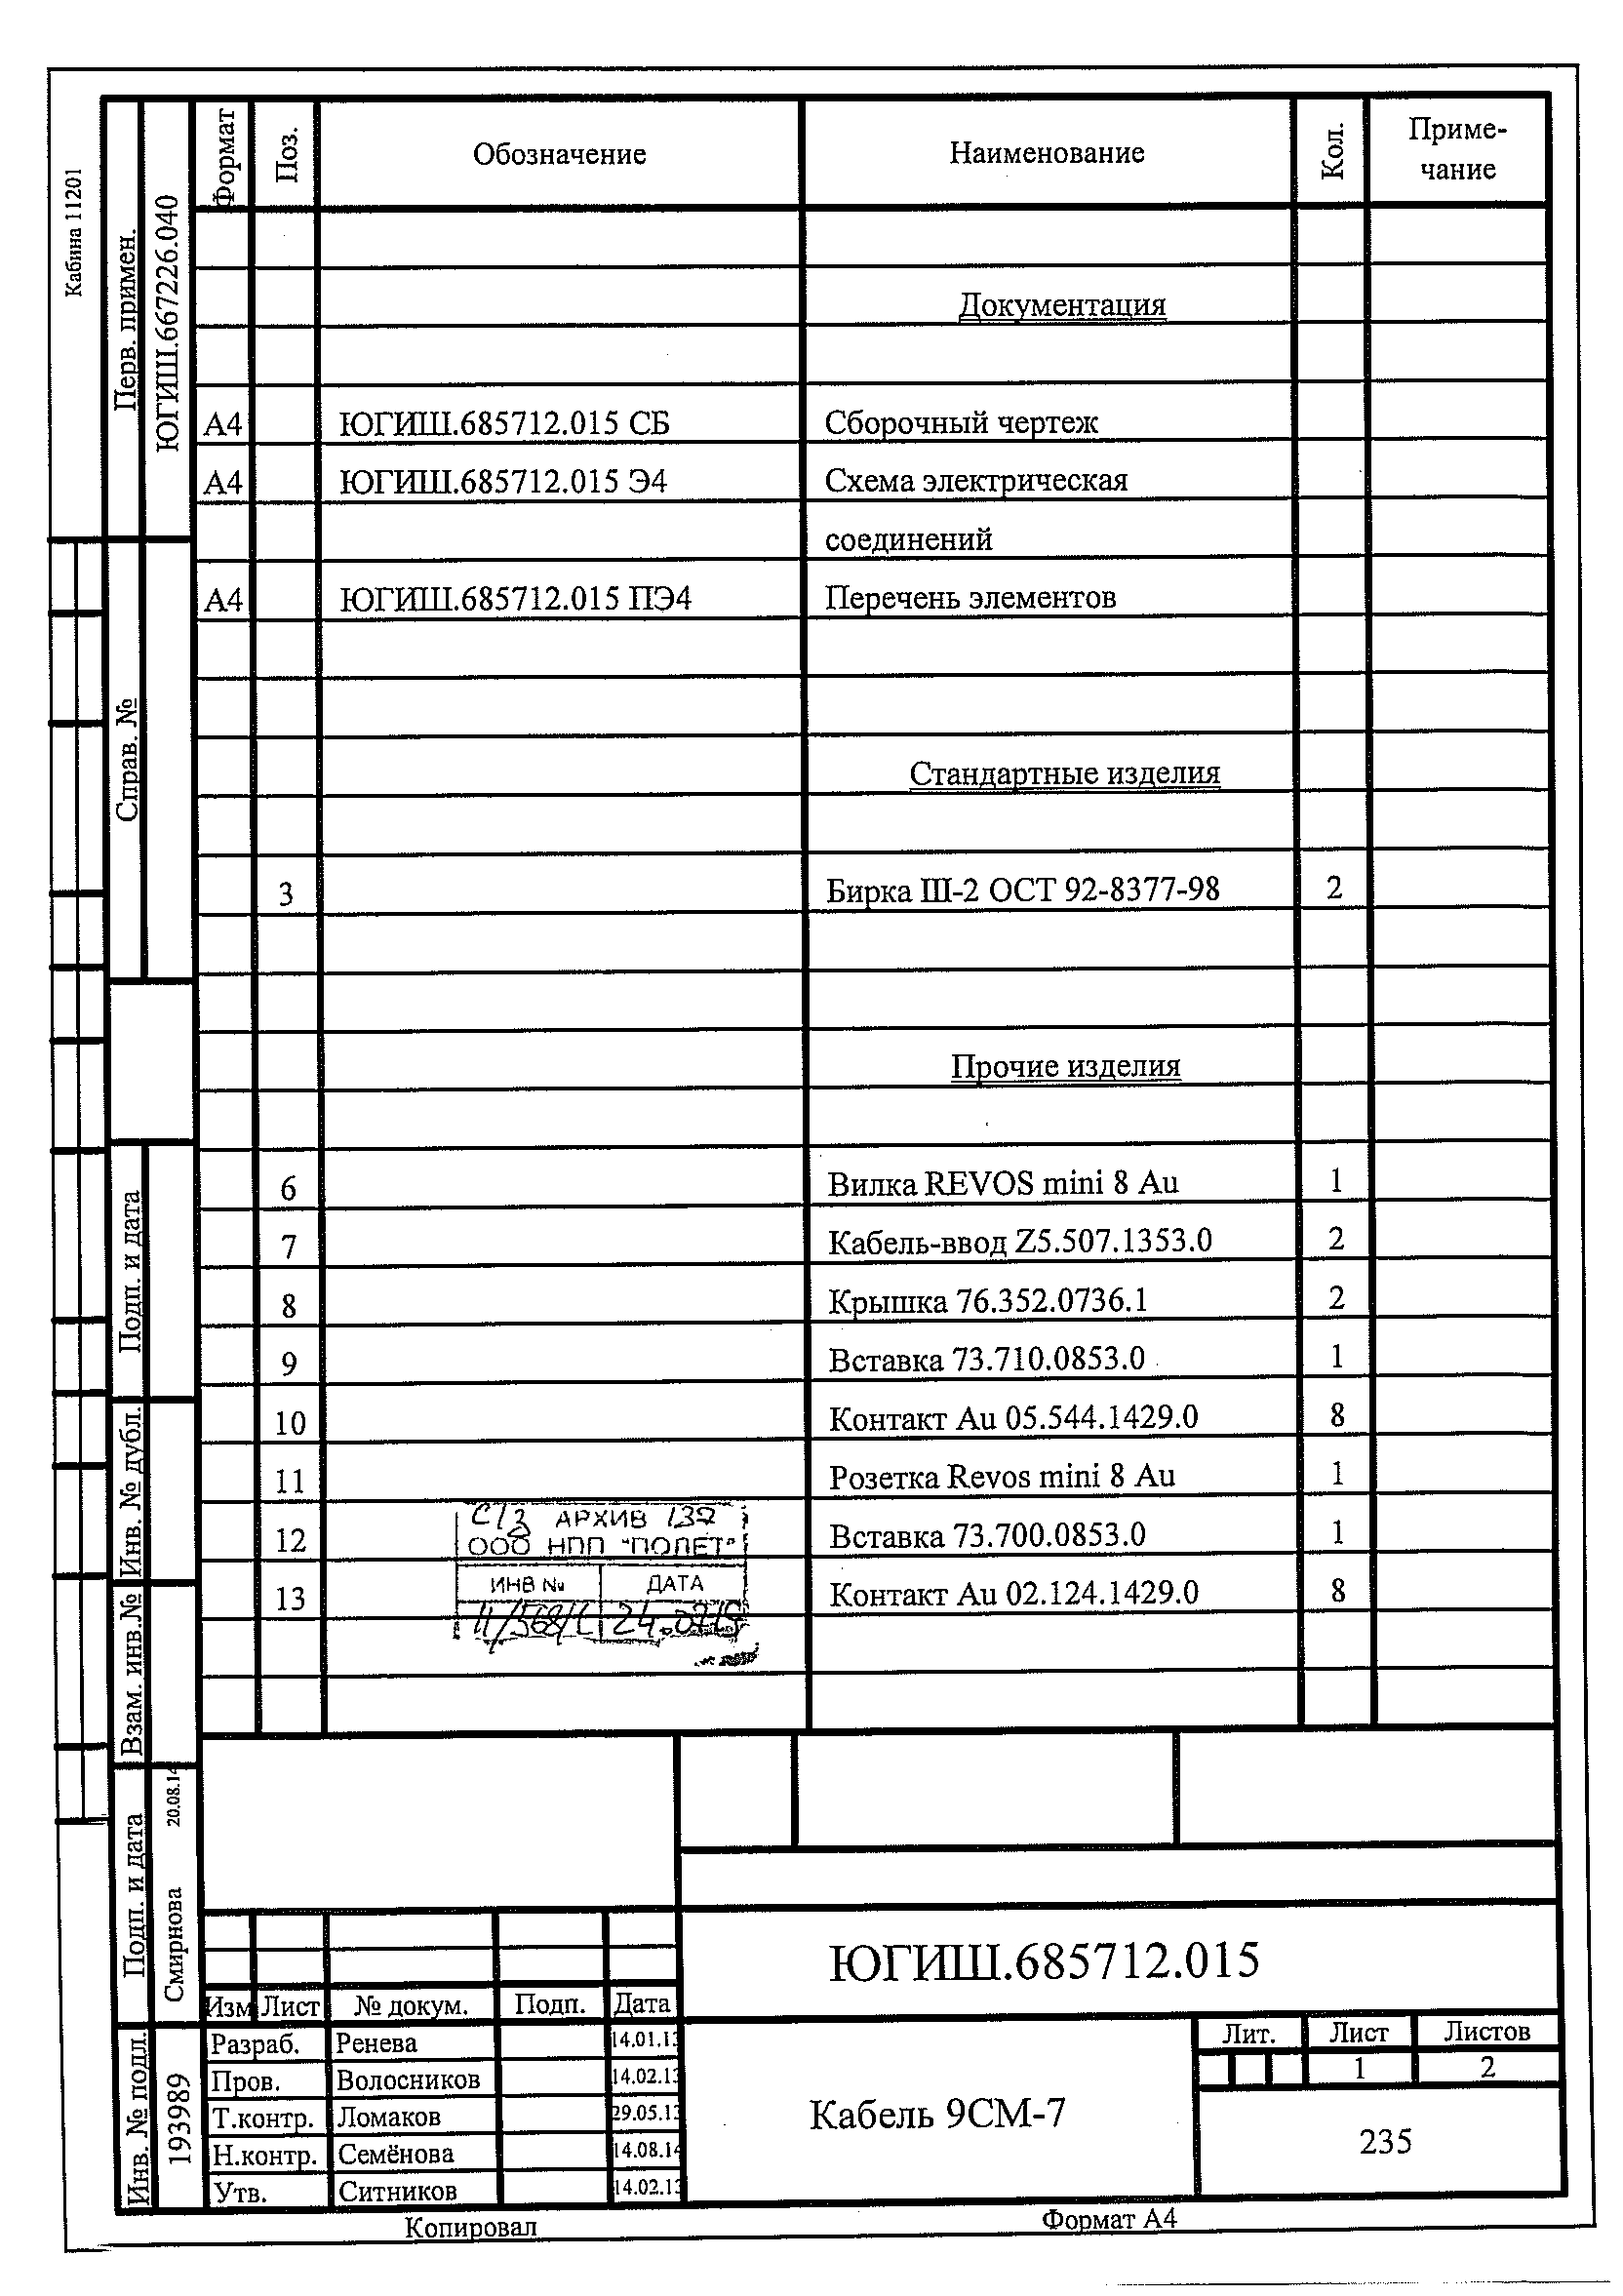 Кабина 11201
Перв. примен.
ЮГИШ.667226.040
Справ. №
Подп. и дата
Инв. № дубл.
Взам. инв.№
Подп. и дата
Смирнова 20.08.14
Инв. № подл.
193989
Формат Поз. Обозначение Наименование Кол. Приме-
чание
Документация
А4 ЮГИШ.685712.015 СБ Сборочный чертеж
А4 ЮГИШ.685712.015 Э4 Схема электрическая
соединений
А4 ЮГИШ.685712.015 ПЭ4 Перечень элементов
Стандартные изделия
3 Бирка Ш-2 ОСТ 92-8377-98 2
Прочие изделия
6 Вилка REVOS mini 8 Au 1
7 Кабель-ввод Z5.507.1353.0 2
8 Крышка 76.352.0736.1 2
9 Вставка 73.710.0853.0 1
10 Контакт Au 05.544.1429.0 8
11 Розетка Revos mini 8 Au 1
12 Вставка 73.700.0853.0 1
13 Контакт Au 02.124.1429.0 8
АРХИВ 132
ООО НПП "ПОЛЕТ"
ИНВ № ДАТА
ЮГИШ.685712.015
Изм Лист № докум. Подп. Дата
Разраб. Ренева 14.01.13
Пров. Волосников 14.02.13
Т.контр. Ломаков 29.05.13
Н.контр. Семёнова 14.08.14
Утв. Ситников 14.02.13
Кабель 9СМ-7
Лит. Лист Листов
1 2
235
Копировал Формат А4